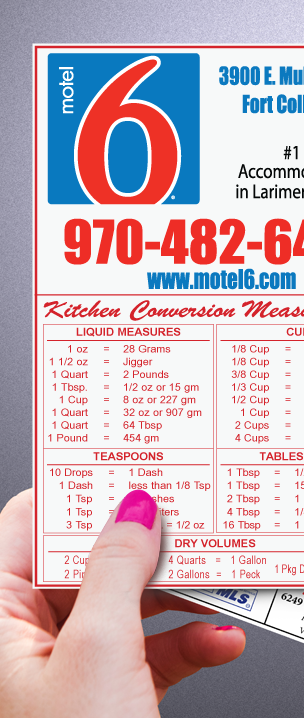 motel
6
3900 E. Mul
Fort Coll
#1
Accommo
in Larimer
970-482-64
www.motel6.com
Kitchen Conversion Measu
LIQUID MEASURES
1 oz = 28 Grams
1 1/2 oz = Jigger
1 Quart = 2 Pounds
1 Tbsp. = 1/2 oz or 15 gm
1 Cup = 8 oz or 227 gm
1 Quart = 32 oz or 907 gm
1 Quart = 64 Tbsp
1 Pound = 454 gm
CU
1/8 Cup =
1/8 Cup =
3/8 Cup =
1/3 Cup =
1/2 Cup =
1 Cup =
2 Cups =
4 Cups =
TEASPOONS
10 Drops = 1 Dash
1 Dash = less than 1/8 Tsp
1 Tsp shes
1 Tsp iters
3 Tsp = 1/2 oz
TABLES
1 Tbsp = 1/
1 Tbsp = 15
2 Tbsp = 1
4 Tbsp = 1/
16 Tbsp = 1
DRY VOLUMES
2 Cup 4 Quarts = 1 Gallon
2 Pin 2 Gallons = 1 Peck
1 Pkg D
MLS
6249